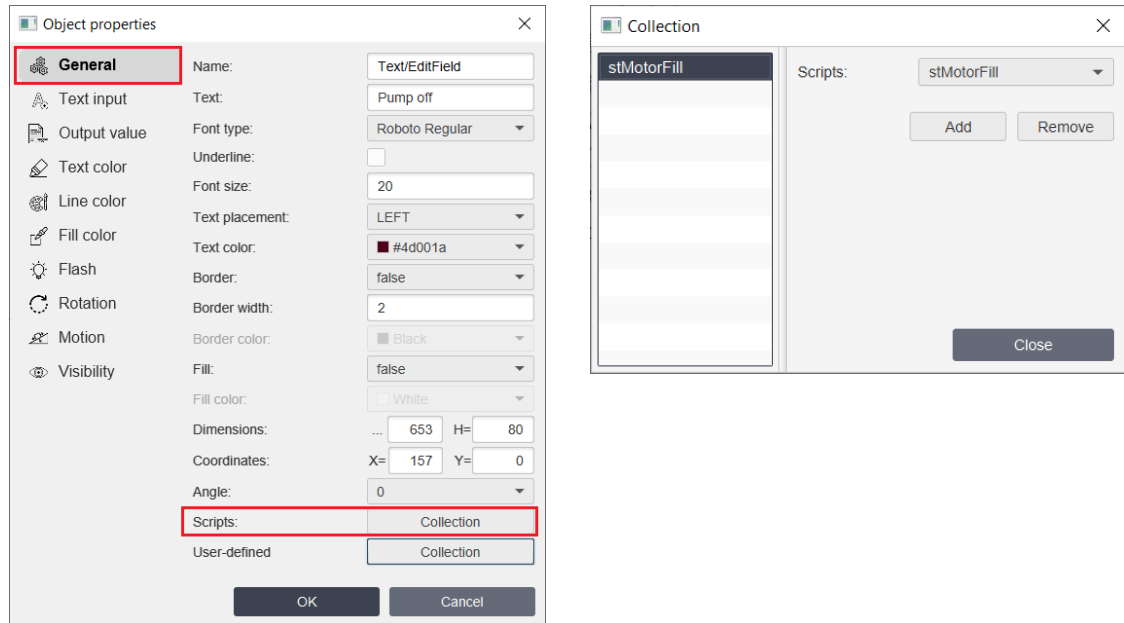 Object properties
General
Text input
Output value
Text color
Line color
Fill color
Flash
Rotation
Motion
Visibility
Name: Text/EditField
Text: Pump off
Font type: Roboto Regular
Underline:
Font size: 20
Text placement: LEFT
Text color: #4d001a
Border: false
Border width: 2
Border color: Black
Fill: false
Fill color: White
Dimensions: ... 653 H= 80
Coordinates: X= 157 Y= 0
Angle: 0
Scripts: Collection
User-defined Collection
OK Cancel
Collection
stMotorFill
Scripts: stMotorFill
Add Remove
Close